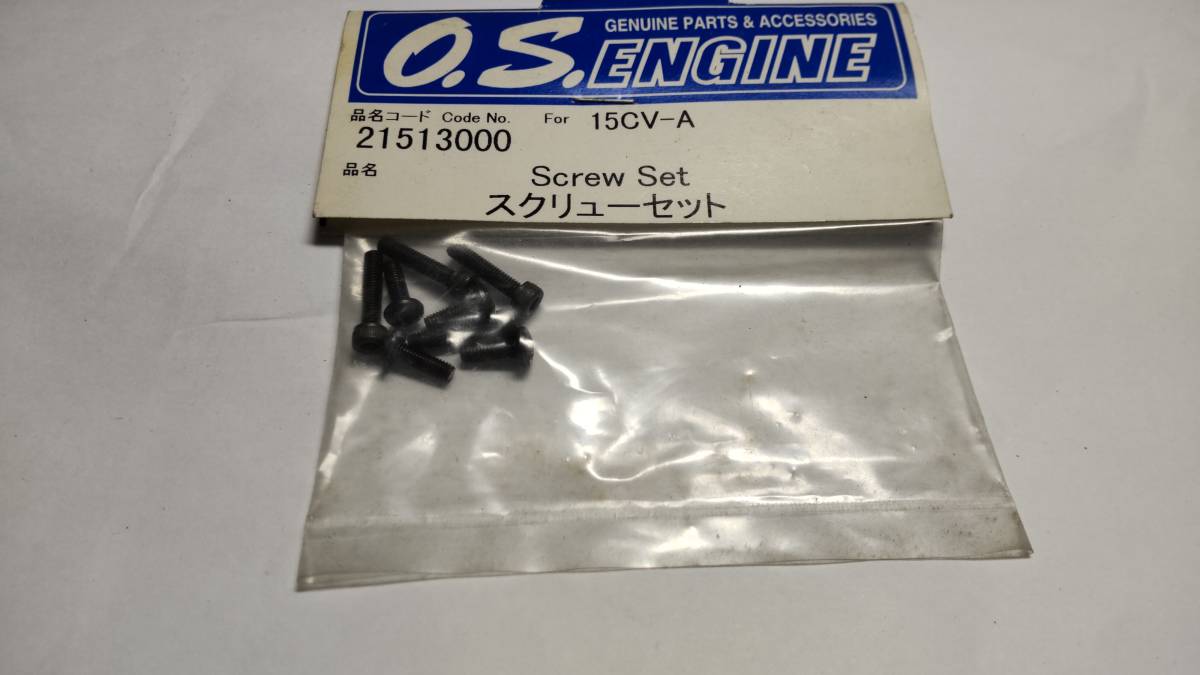 GENUINE PARTS & ACCESSORIES
O.S.ENGINE
品名コード Code No. For 15CV-A
21513000
品名 Screw Set
スクリューセット